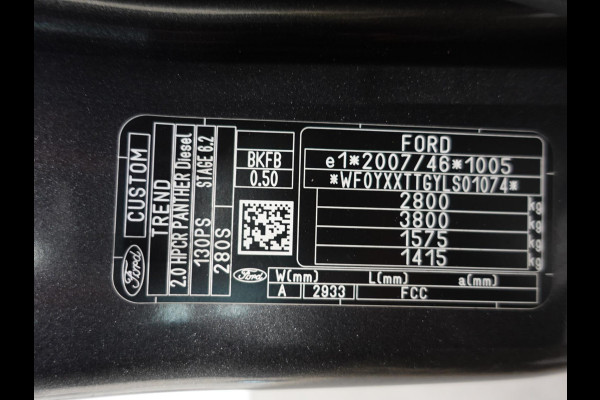 Ford
CUSTOM
TREND
2.0 HPCR PANTHER Diesel
130PS STAGE 6.2
280S
BKFB
0.50
FORD
e1*2007/46*1005
*WF0YXXTTGYLS01074*
2800 kg
3800 kg
1575 kg
1415 kg
Ford
W(mm) L(mm) a(mm)
A 2933 FCC